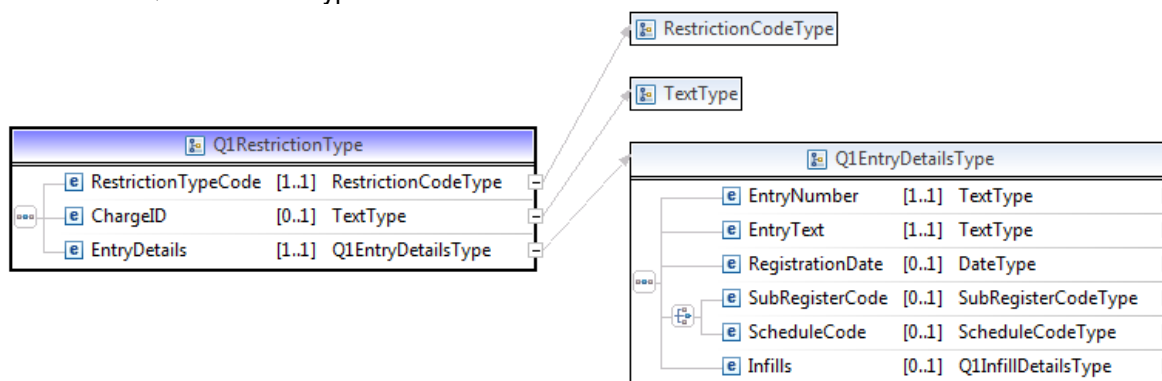 RestrictionCodeType
TextType
Q1RestrictionType
e RestrictionTypeCode [1..1] RestrictionCodeType
e ChargeID [0..1] TextType
e EntryDetails [1..1] Q1EntryDetailsType
Q1EntryDetailsType
e EntryNumber [1..1] TextType
e EntryText [1..1] TextType
e RegistrationDate [0..1] DateType
e SubRegisterCode [0..1] SubRegisterCodeType
e ScheduleCode [0..1] ScheduleCodeType
e Infills [0..1] Q1InfillDetailsType